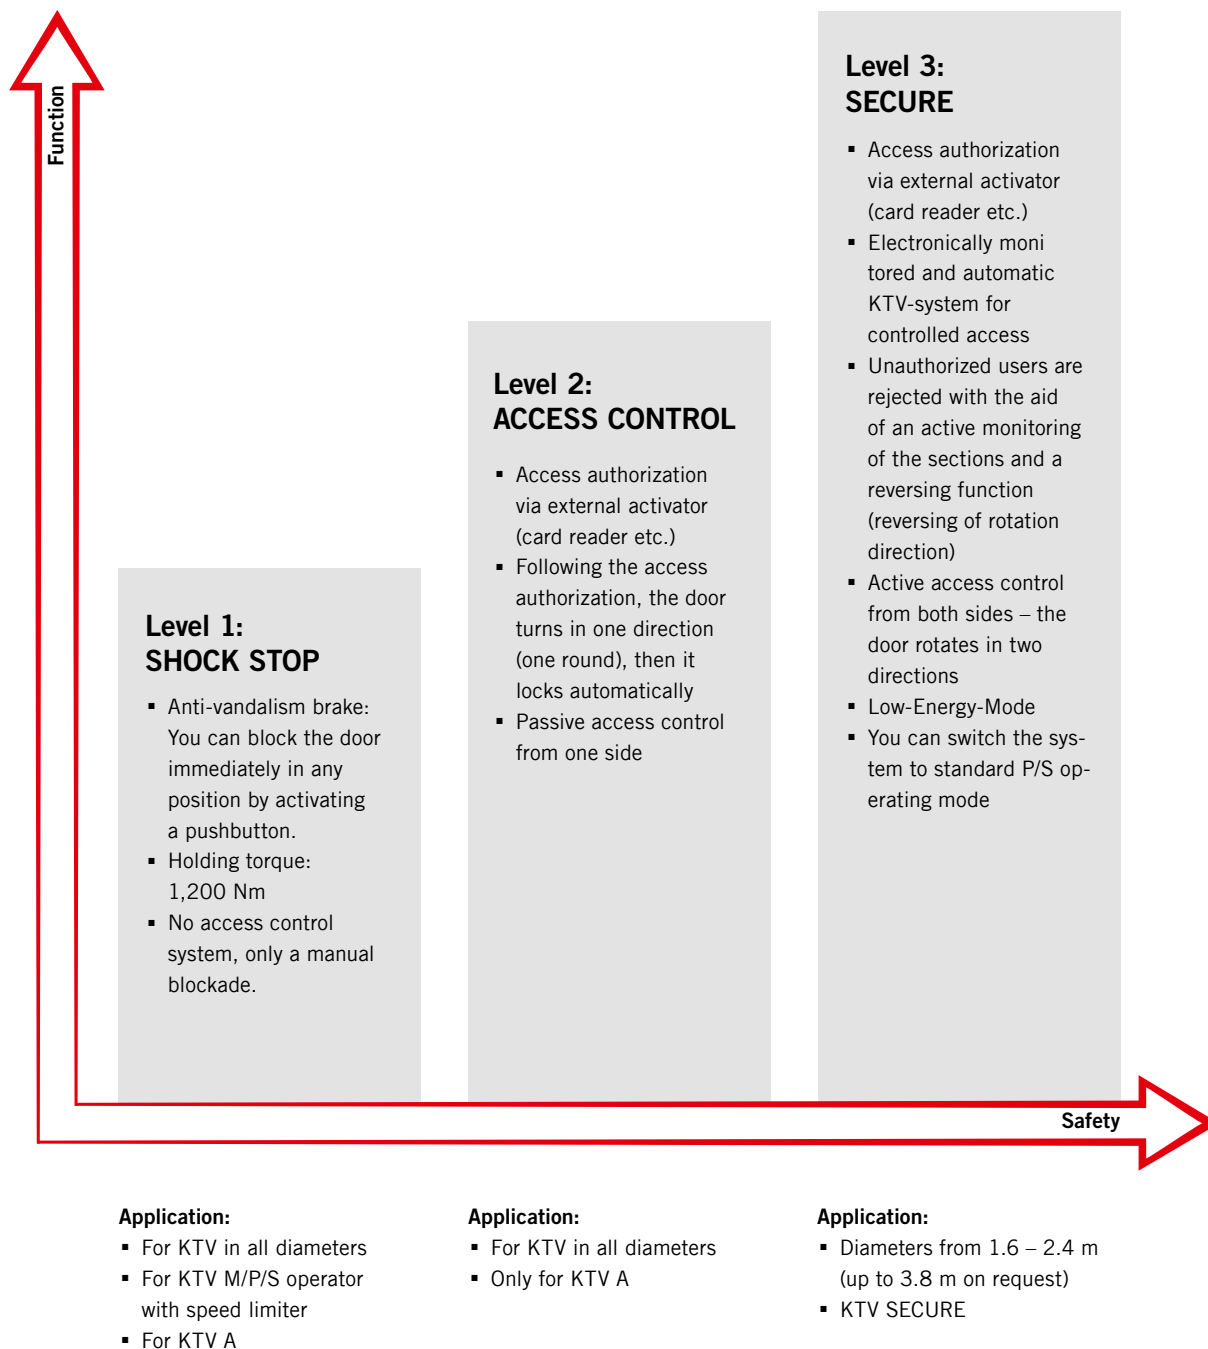 Function
Level 1:
SHOCK STOP
▪ Anti-vandalism brake:
You can block the door
immediately in any
position by activating
a pushbutton.
▪ Holding torque:
1,200 Nm
▪ No access control
system, only a manual
blockade.
Level 2:
ACCESS CONTROL
▪ Access authorization
via external activator
(card reader etc.)
▪ Following the access
authorization, the door
turns in one direction
(one round), then it
locks automatically
▪ Passive access control
from one side
Level 3:
SECURE
▪ Access authorization
via external activator
(card reader etc.)
▪ Electronically moni
tored and automatic
KTV-system for
controlled access
▪ Unauthorized users are
rejected with the aid
of an active monitoring
of the sections and a
reversing function
(reversing of rotation
direction)
▪ Active access control
from both sides – the
door rotates in two
directions
▪ Low-Energy-Mode
▪ You can switch the sys-
tem to standard P/S op-
erating mode
Safety
Application:
▪ For KTV in all diameters
▪ For KTV M/P/S operator
with speed limiter
▪ For KTV A
Application:
▪ For KTV in all diameters
▪ Only for KTV A
Application:
▪ Diameters from 1.6 – 2.4 m
(up to 3.8 m on request)
▪ KTV SECURE